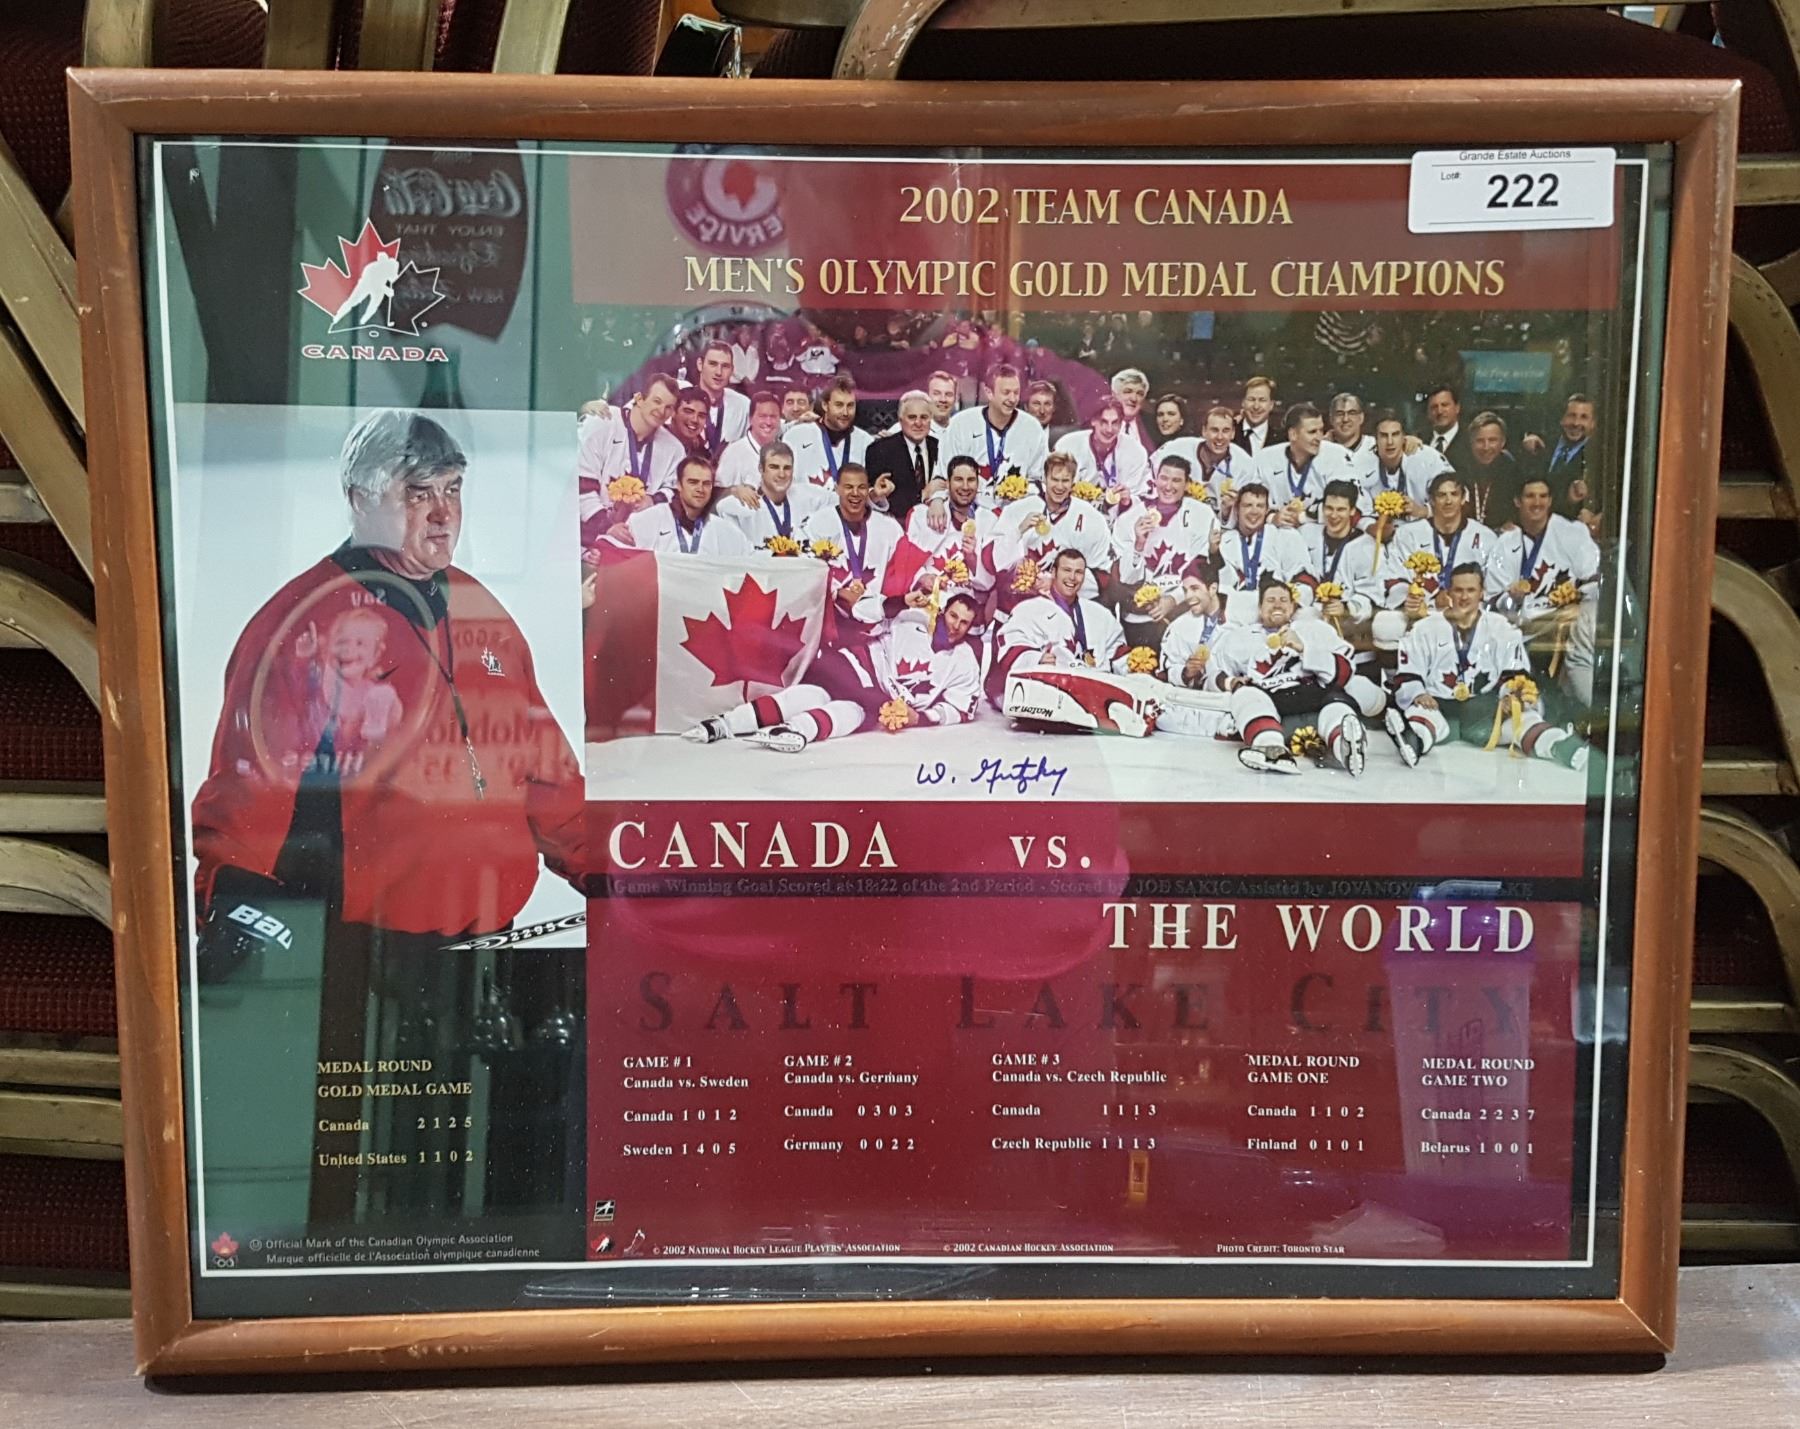 Grande Estate Auctions
Lot#: 222
2002 TEAM CANADA
MEN'S OLYMPIC GOLD MEDAL CHAMPIONS
CANADA
W. Gretzky
CANADA vs.
Game Winning Goal Scored at 18:22 of the 2nd Period - Scored by JOE SAKIC Assisted by
THE WORLD
SALT LAKE CITY
MEDAL ROUND
GOLD MEDAL GAME
Canada 2 1 2 5
United States 1 1 0 2
GAME # 1
Canada vs. Sweden
Canada 1 0 1 2
Sweden 1 4 0 5
GAME # 2
Canada vs. Germany
Canada 0 3 0 3
Germany 0 0 2 2
GAME # 3
Canada vs. Czech Republic
Canada 1 1 1 3
Czech Republic 1 1 1 3
MEDAL ROUND
GAME ONE
Canada 1 1 0 2
Finland 0 1 0 1
MEDAL ROUND
GAME TWO
Canada 2 2 3 7
Belarus 1 0 0 1
Official Mark of the Canadian Olympic Association
Marque officielle de l'Association olympique canadienne
© 2002 NATIONAL HOCKEY LEAGUE PLAYERS' ASSOCIATION
© 2002 CANADIAN HOCKEY ASSOCIATION
PHOTO CREDIT: TORONTO STAR